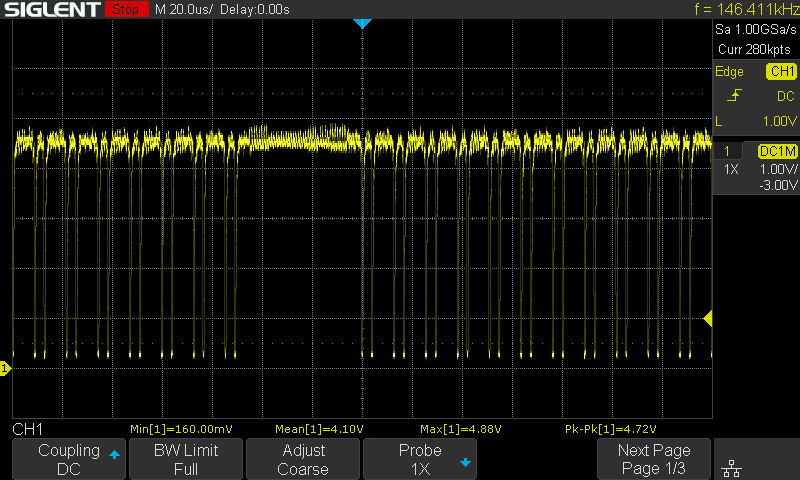 SIGLENT Stop M 20.0us/ Delay:0.00s f = 146.411kHz
Sa 1.00GSa/s
Curr 280kpts
Edge CH1
DC
L 1.00V
1 DC1M
1X 1.00V/
-3.00V
1
CH1 Min[1]=160.00mV Mean[1]=4.10V Max[1]=4.88V Pk-Pk[1]=4.72V
Coupling BW Limit Adjust Probe Next Page
DC Full Coarse 1X Page 1/3